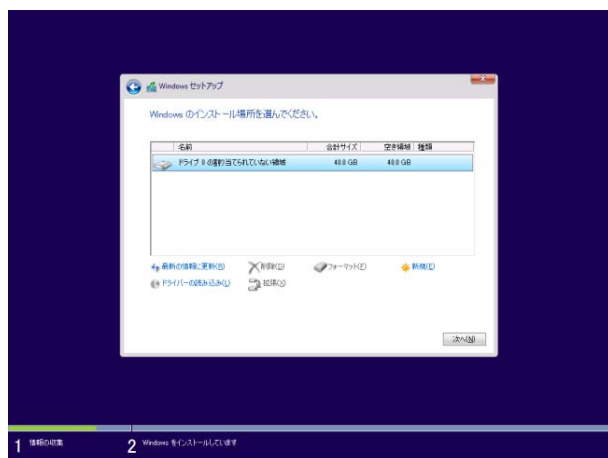 Windows セットアップ
Windows のインストール場所を選んでください。
名前 合計サイズ 空き領域 種類
ドライブ 0 の割り当てられていない領域 40.0 GB 40.0 GB
最新の情報に更新(R) 削除(D) フォーマット(F) 新規(E)
ドライバーの読み込み(L) 拡張(X)
次へ(N)
1 情報の収集 2 Windows をインストールしています